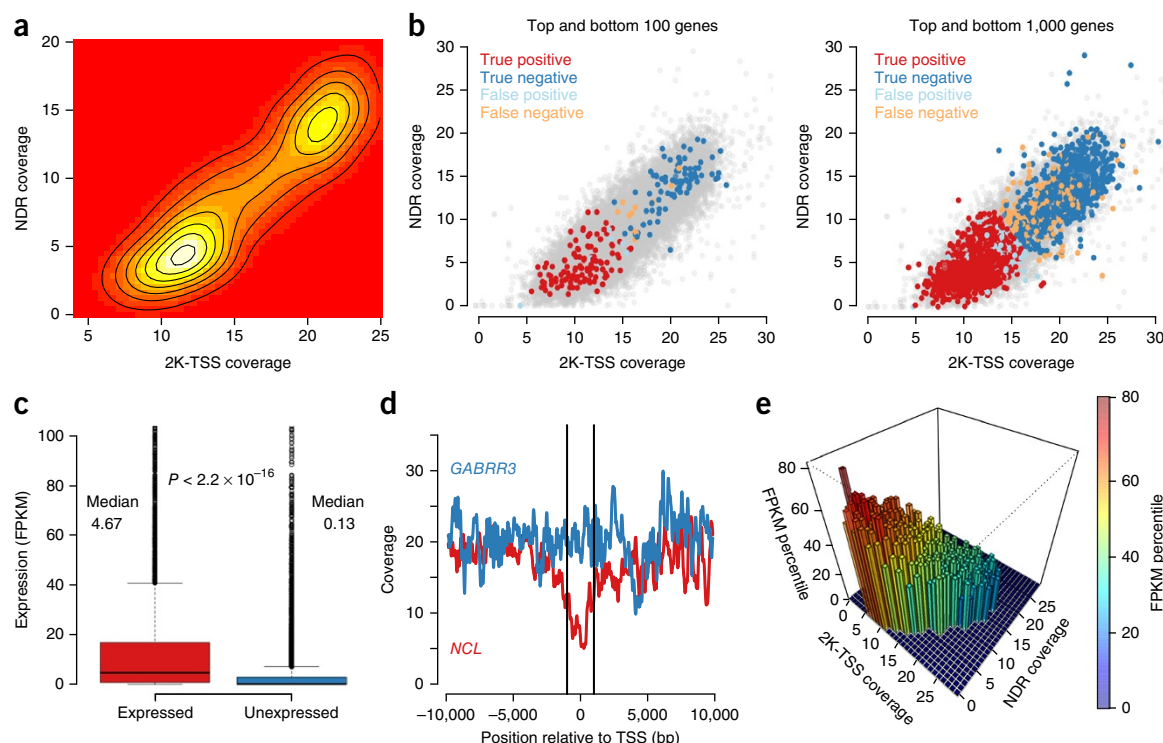 a
20
15
10
5
0
NDR coverage
5
10
15
20
25
2K-TSS coverage
b
Top and bottom 100 genes
30
25
20
15
10
5
0
NDR coverage
True positive
True negative
False positive
False negative
0
5
10
15
20
25
30
2K-TSS coverage
Top and bottom 1,000 genes
30
25
20
15
10
5
0
NDR coverage
True positive
True negative
False positive
False negative
0
5
10
15
20
25
30
2K-TSS coverage
c
100
80
60
40
20
0
Expression (FPKM)
P < 2.2 × 10−16
Median
4.67
Median
0.13
Expressed
Unexpressed
d
30
20
10
0
Coverage
GABRR3
NCL
−10,000
−5,000
0
5,000
10,000
Position relative to TSS (bp)
e
80
60
40
20
0
FPKM percentile
0
5
10
15
20
25
2K-TSS coverage
0
5
10
15
20
25
NDR coverage
80
60
40
20
0
FPKM percentile